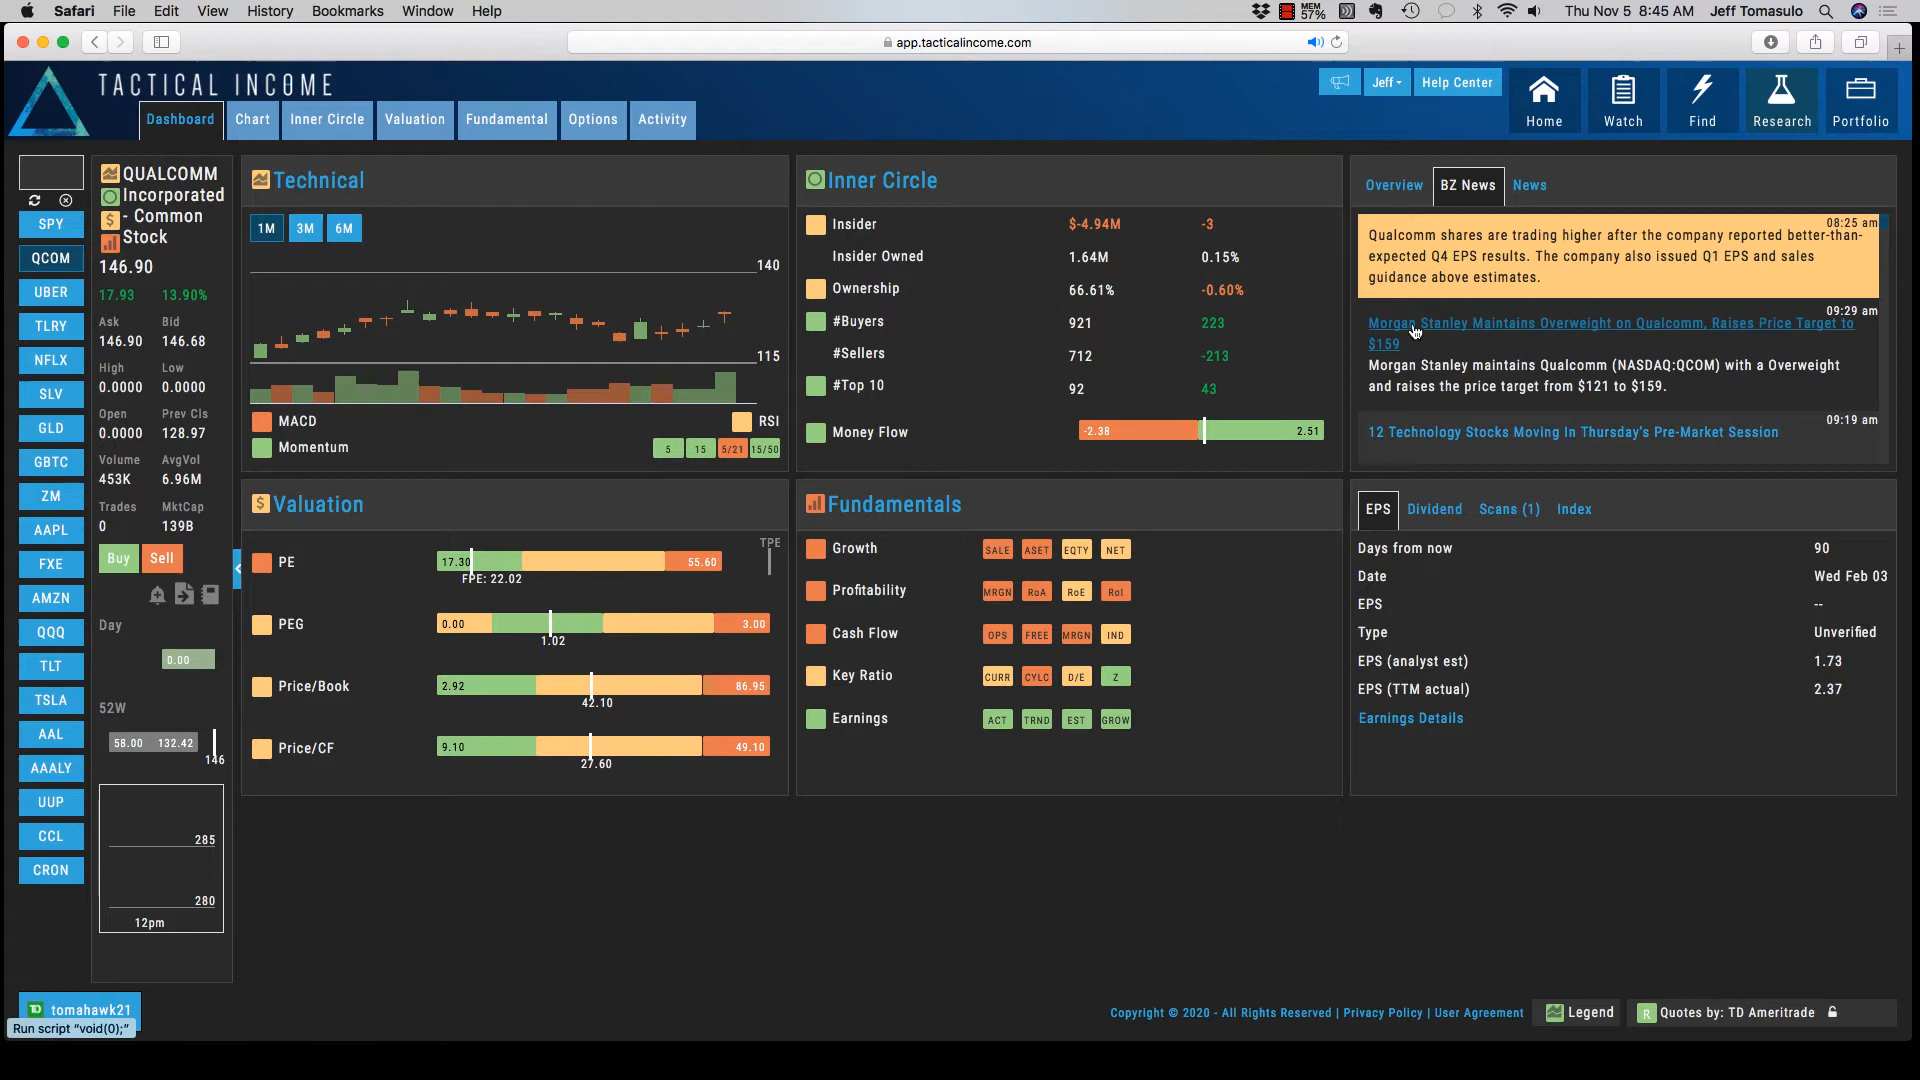 Safari File Edit View History Bookmarks Window Help
MEM 57%
Thu Nov 5 8:45 AM Jeff Tomasulo
app.tacticalincome.com
TACTICAL INCOME
Dashboard Chart Inner Circle Valuation Fundamental Options Activity
Jeff Help Center
Home Watch Find Research Portfolio
SPY
QCOM
UBER
TLRY
NFLX
SLV
GLD
GBTC
ZM
AAPL
FXE
AMZN
QQQ
TLT
TSLA
AAL
AAALY
UUP
CCL
CRON
QUALCOMM
Incorporated
- Common
Stock
146.90
17.93 13.90%
Ask Bid
146.90 146.68
High Low
0.0000 0.0000
Open Prev Cls
0.0000 128.97
Volume AvgVol
453K 6.96M
Trades MktCap
0 139B
Buy Sell
Day
0.00
52W
58.00 132.42
146
285
280
12pm
Technical
1M 3M 6M
140
115
MACD RSI
Momentum 5 15 5/21 15/50
Inner Circle
Insider $-4.94M -3
Insider Owned 1.64M 0.15%
Ownership 66.61% -0.60%
#Buyers 921 223
#Sellers 712 -213
#Top 10 92 43
Money Flow -2.38 2.51
Overview BZ News News
08:25 am
Qualcomm shares are trading higher after the company reported better-than-
expected Q4 EPS results. The company also issued Q1 EPS and sales
guidance above estimates.
09:29 am
Morgan Stanley Maintains Overweight on Qualcomm, Raises Price Target to
$159
Morgan Stanley maintains Qualcomm (NASDAQ:QCOM) with a Overweight
and raises the price target from $121 to $159.
09:19 am
12 Technology Stocks Moving In Thursday's Pre-Market Session
$ Valuation
TPE
PE 17.30 55.60
FPE: 22.02
PEG 0.00 3.00
1.02
Price/Book 2.92 86.95
42.10
Price/CF 9.10 49.10
27.60
Fundamentals
Growth SALE ASET EQTY NET
Profitability MRGN RoA RoE RoI
Cash Flow OPS FREE MRGN IND
Key Ratio CURR CYLC D/E Z
Earnings ACT TRND EST GROW
EPS Dividend Scans (1) Index
Days from now 90
Date Wed Feb 03
EPS --
Type Unverified
EPS (analyst est) 1.73
EPS (TTM actual) 2.37
Earnings Details
tomahawk21
Run script "void(0);"
Copyright © 2020 - All Rights Reserved | Privacy Policy | User Agreement
Legend
R Quotes by: TD Ameritrade